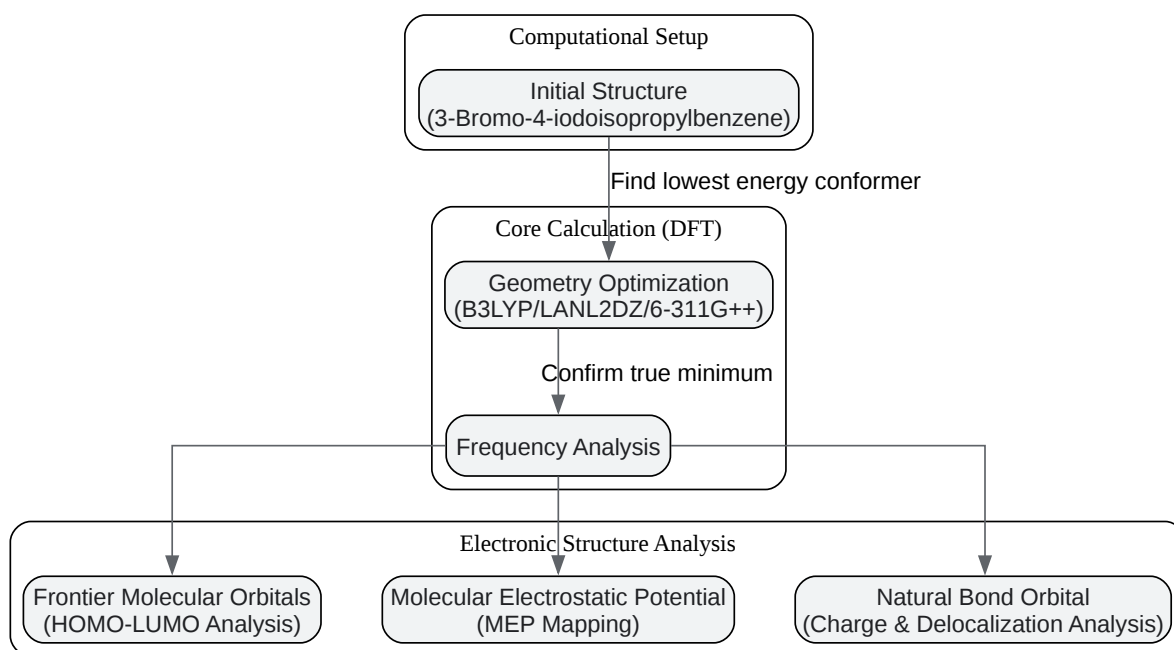 Computational Setup
Initial Structure
(3-Bromo-4-iodoisopropylbenzene)
Find lowest energy conformer
Core Calculation (DFT)
Geometry Optimization
(B3LYP/LANL2DZ/6-311G++)
Confirm true minimum
Frequency Analysis
Electronic Structure Analysis
Frontier Molecular Orbitals
(HOMO-LUMO Analysis)
Molecular Electrostatic Potential
(MEP Mapping)
Natural Bond Orbital
(Charge & Delocalization Analysis)